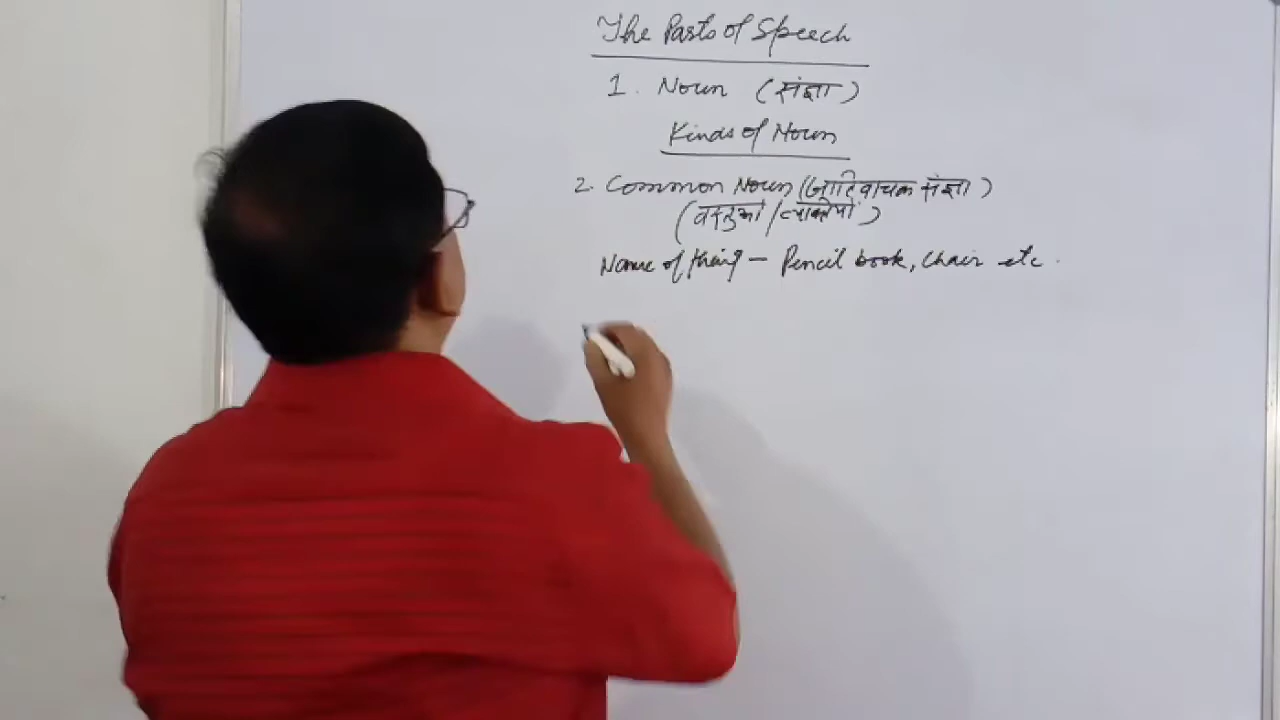 The Parts of Speech
1. Noun (संज्ञा)
Kinds of Noun
2. Common Noun (जातिवाचक संज्ञा)
(वस्तुओं / व्यक्तियों)
Name of thing - Pencil book, chair etc.